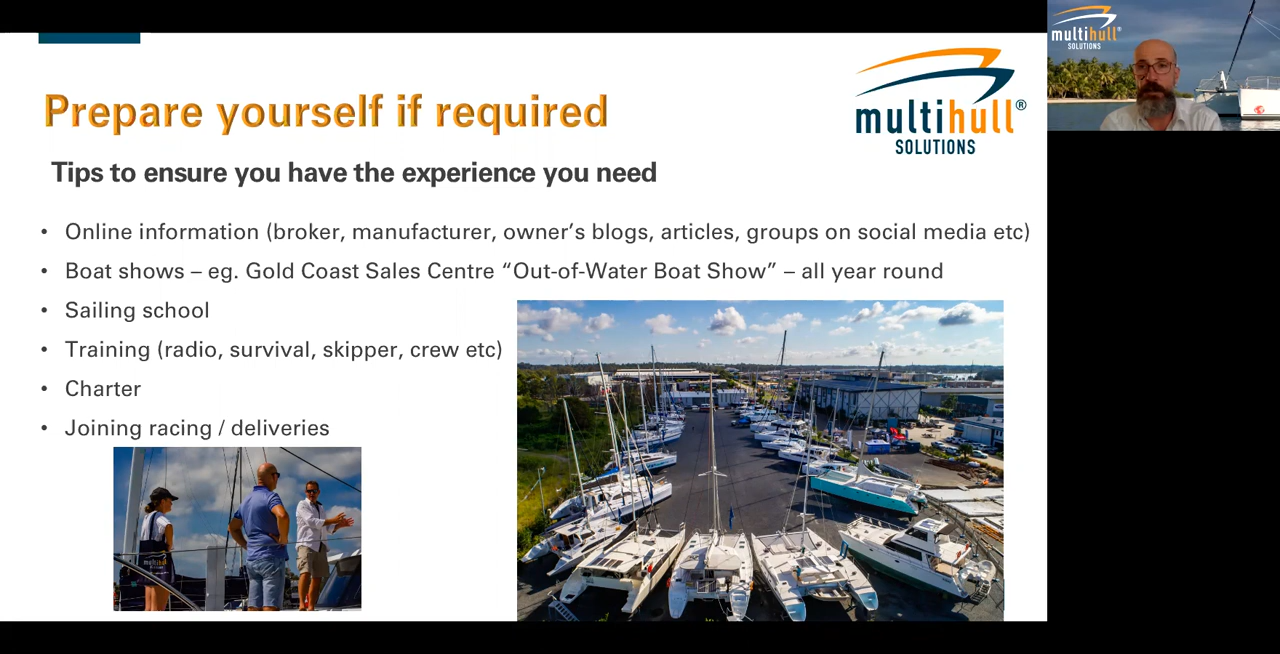 Prepare yourself if required
multihull®
SOLUTIONS
Tips to ensure you have the experience you need
• Online information (broker, manufacturer, owner’s blogs, articles, groups on social media etc)
• Boat shows – eg. Gold Coast Sales Centre “Out-of-Water Boat Show” – all year round
• Sailing school
• Training (radio, survival, skipper, crew etc)
• Charter
• Joining racing / deliveries
multihull®
SOLUTIONS